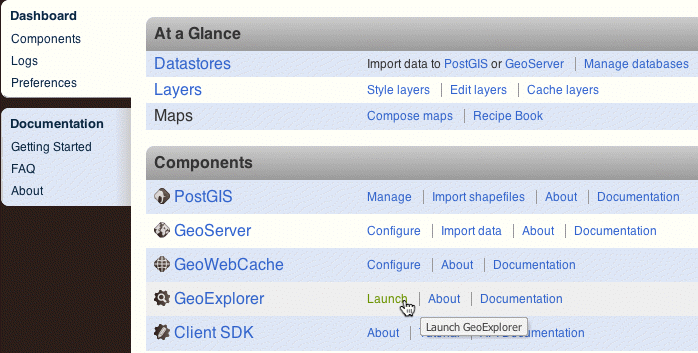 Dashboard
Components
Logs
Preferences
Documentation
Getting Started
FAQ
About
At a Glance
Datastores Import data to PostGIS or GeoServer Manage databases
Layers Style layers Edit layers Cache layers
Maps Compose maps Recipe Book
Components
PostGIS Manage Import shapefiles About Documentation
GeoServer Configure Import data About Documentation
GeoWebCache Configure About Documentation
GeoExplorer Launch About Documentation
Launch GeoExplorer
Client SDK About Documentation